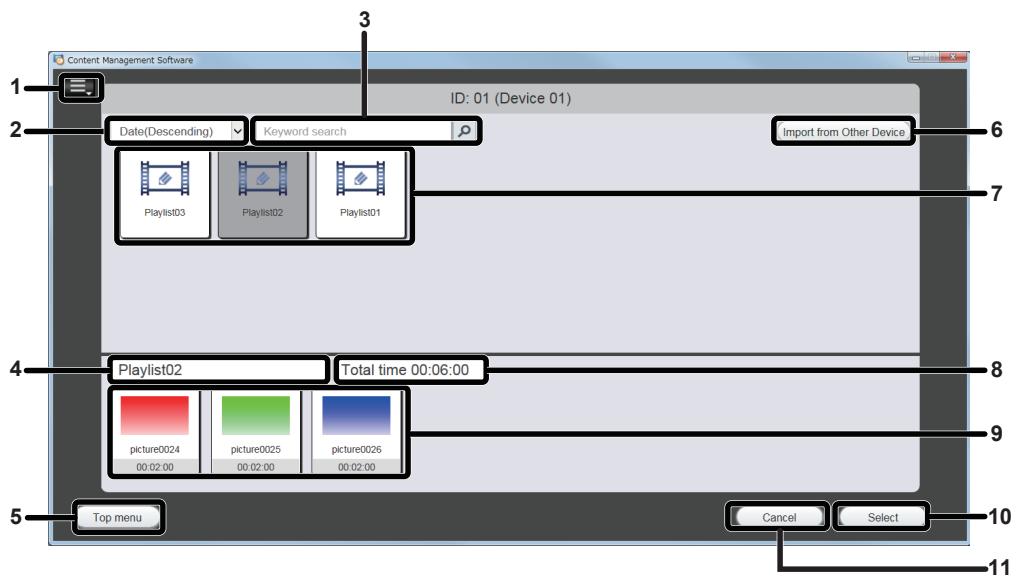 3
Content Management Software
1
ID: 01 (Device 01)
2
Date(Descending)
Keyword search
Import from Other Device
6
Playlist03
Playlist02
Playlist01
7
4
Playlist02
Total time 00:06:00
8
picture0024
picture0025
picture0026
9
00:02:00
00:02:00
00:02:00
5
Top menu
Cancel
Select
10
11